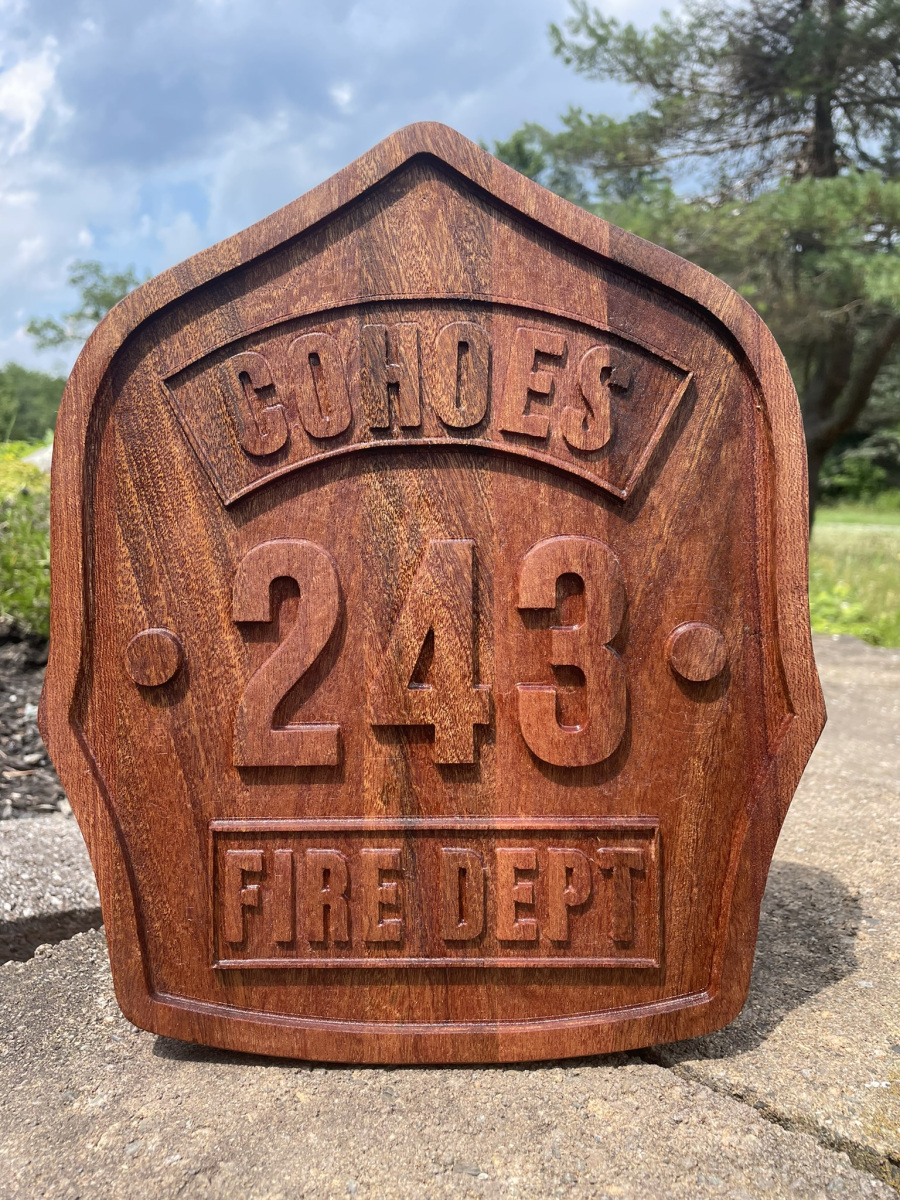 COHOES
243
FIRE DEPT